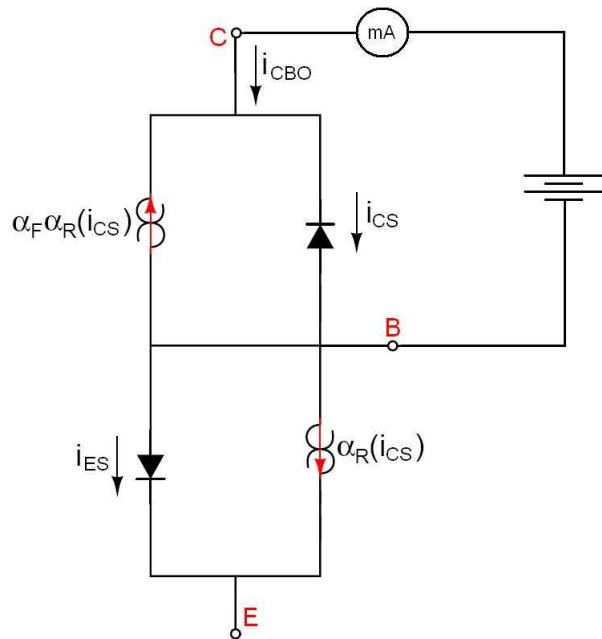 C
mA
iCBO
αFαR(iCS)
iCS
B
iES
αR(iCS)
E